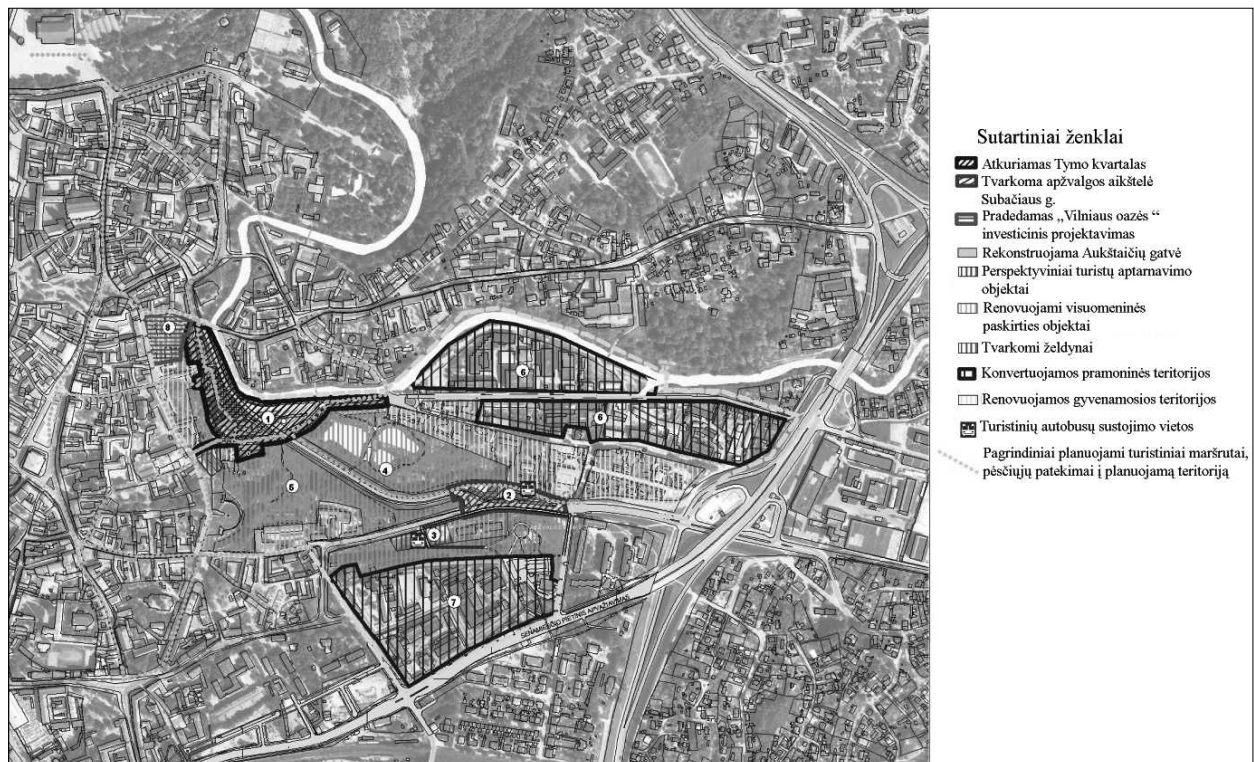 Sutartiniai ženklai
Atkuriamas Tymo kvartalas
Tvarkoma apžvalgos aikštelė
Subačiaus g.
Pradedamas „Vilniaus oazės “
investicinis projektavimas
Rekonstruojama Aukštaičių gatvė
Perspektyviniai turistų aptarnavimo
objektai
Renovuojami visuomeninės
paskirties objektai
Tvarkomi želdynai
Konvertuojamos pramoninės teritorijos
Renovuojamos gyvenamosios teritorijos
Turistinių autobusų sustojimo vietos
Pagrindiniai planuojami turistiniai maršrutai,
pėsčiųjų patekimai į planuojamą teritoriją
8
6
1
6
4
5
2
3
7
SENAMIESČIO PIETINIS APVAŽIAVIMAS